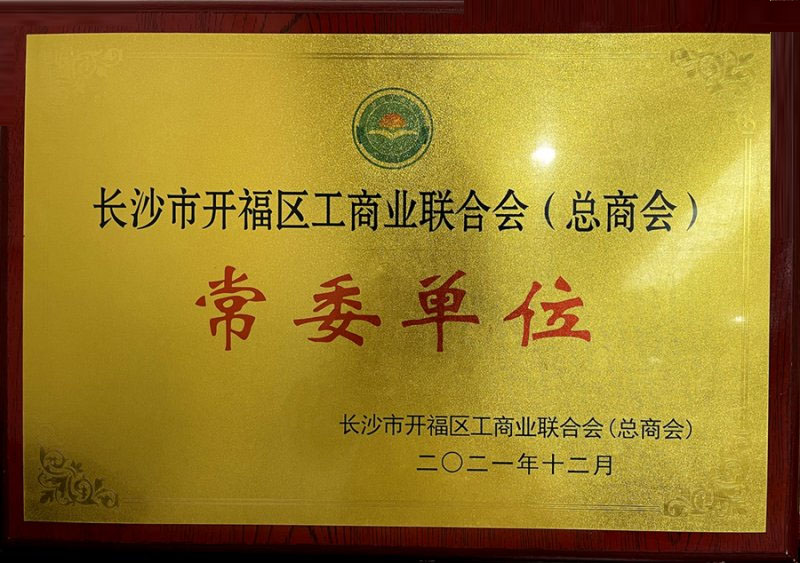 长沙市开福区工商业联合会（总商会）
常委单位
长沙市开福区工商业联合会（总商会）
二〇二一年十二月